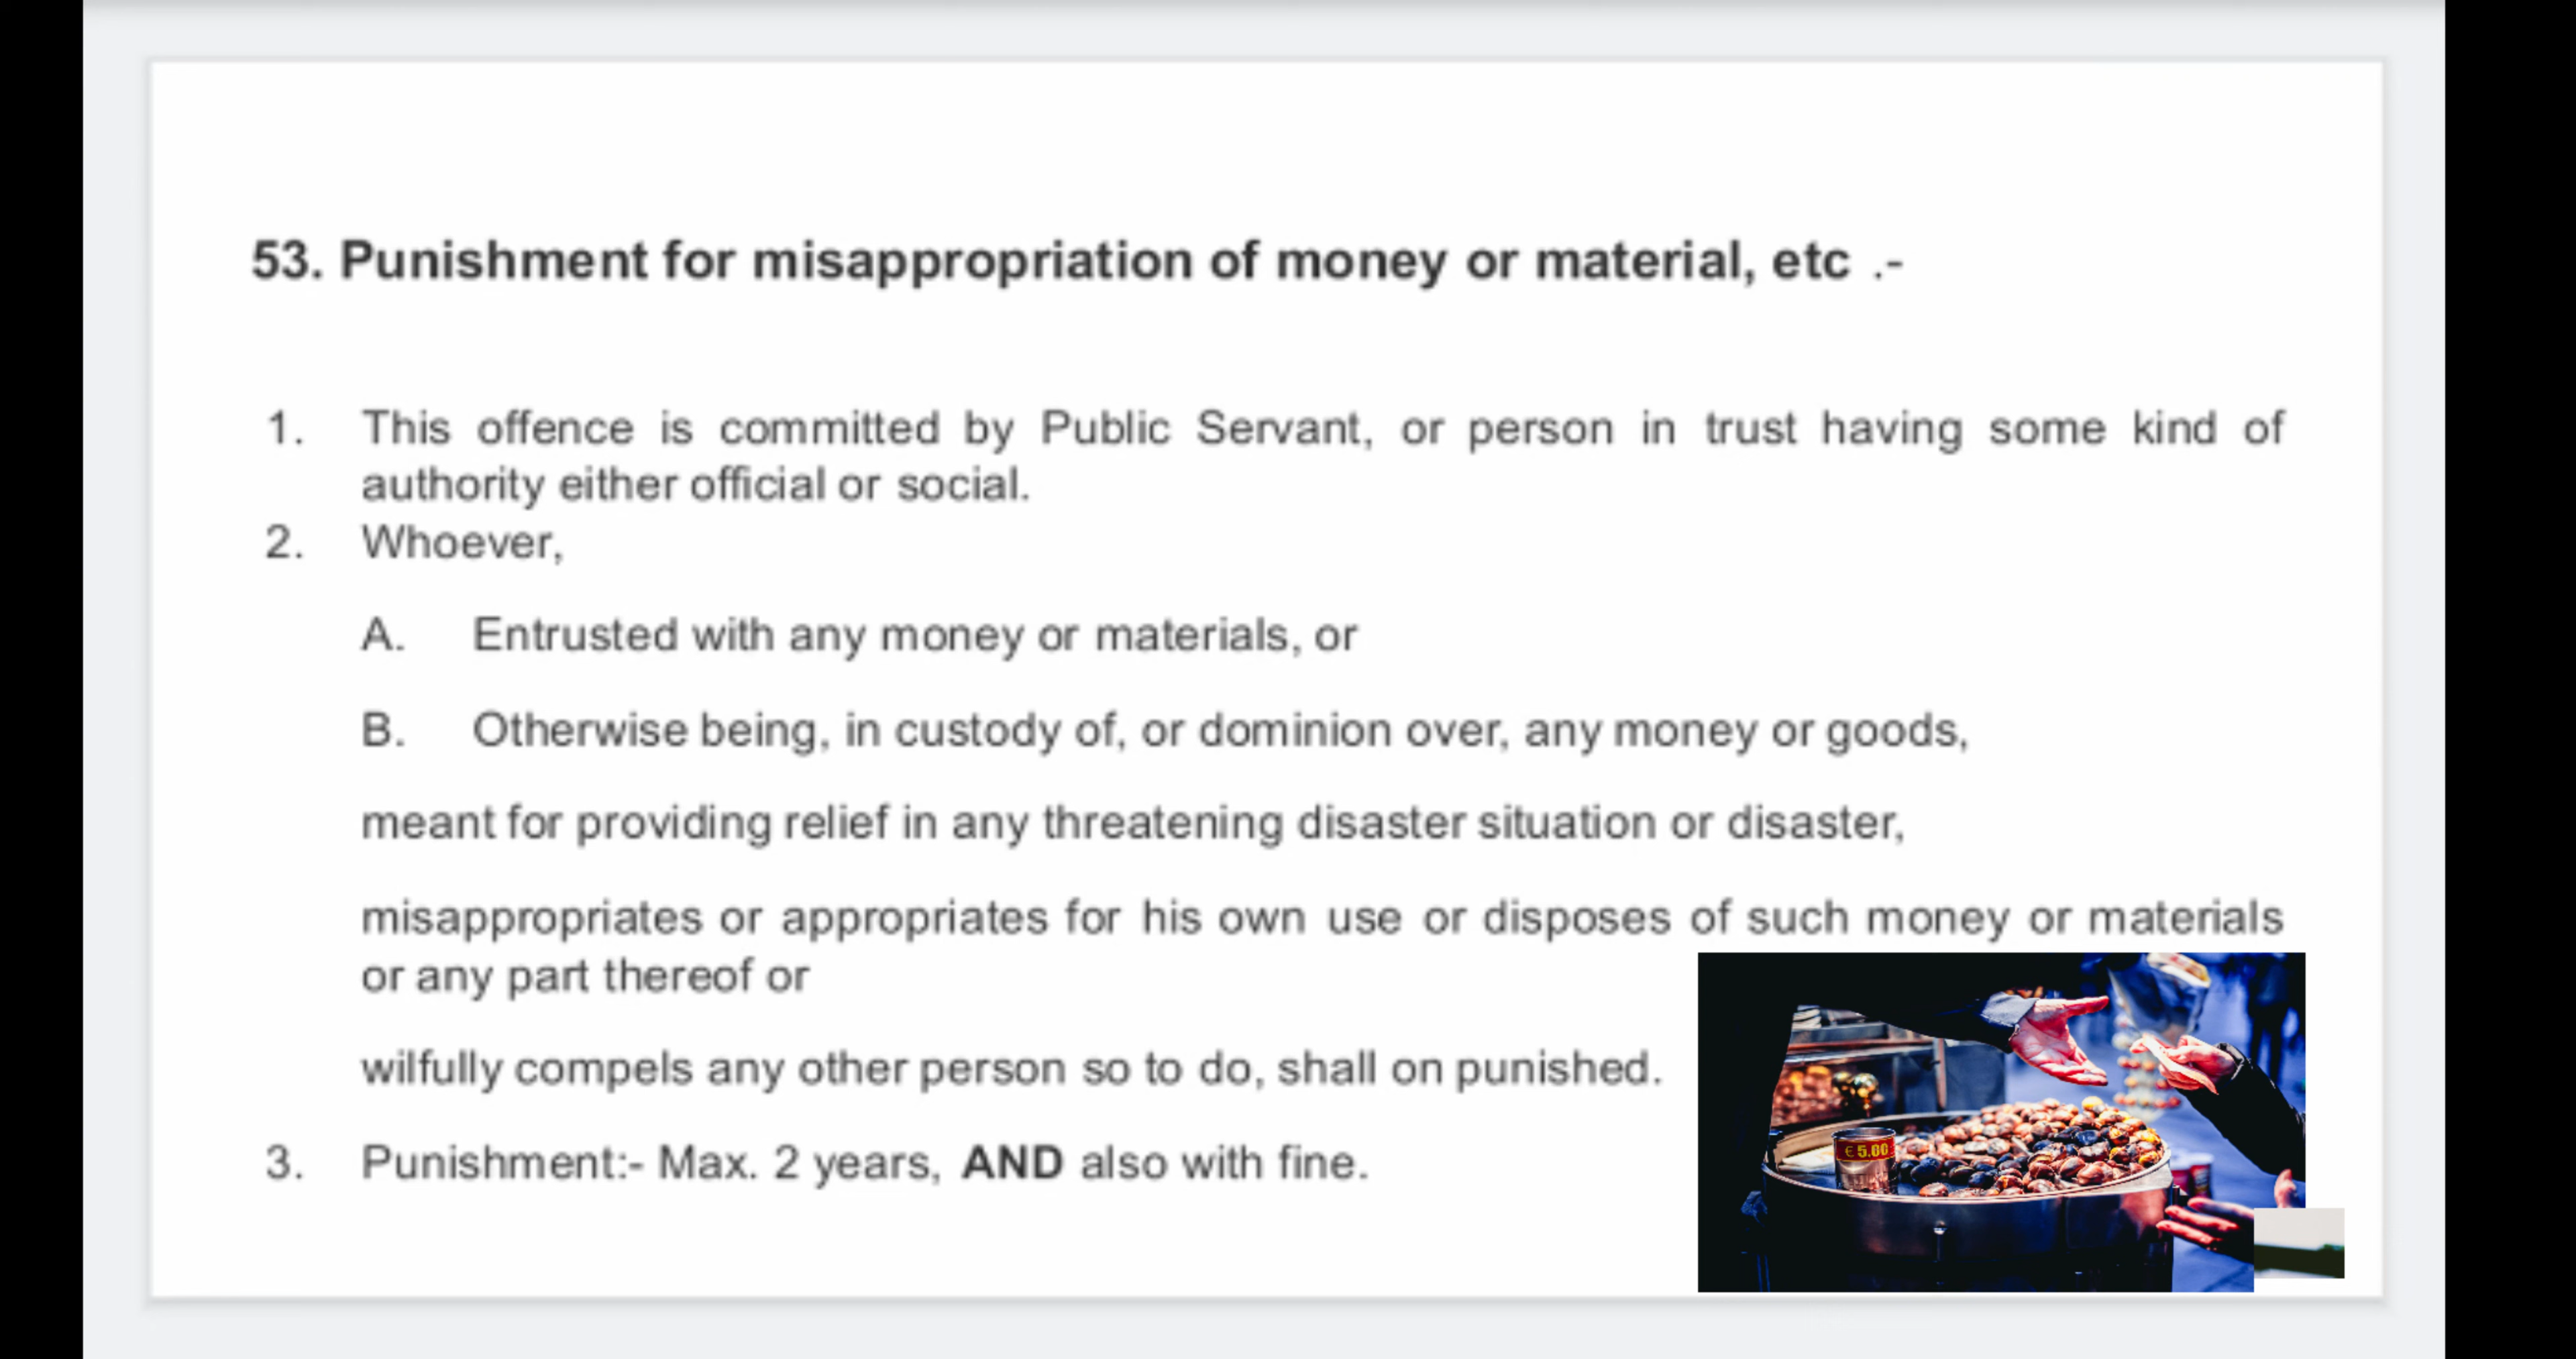 53. Punishment for misappropriation of money or material, etc .-
1. This offence is committed by Public Servant, or person in trust having some kind of
authority either official or social.
2. Whoever,
A. Entrusted with any money or materials, or
B. Otherwise being, in custody of, or dominion over, any money or goods,
meant for providing relief in any threatening disaster situation or disaster,
misappropriates or appropriates for his own use or disposes of such money or materials
or any part thereof or
wilfully compels any other person so to do, shall on punished.
3. Punishment:- Max. 2 years, AND also with fine.
€ 5.00